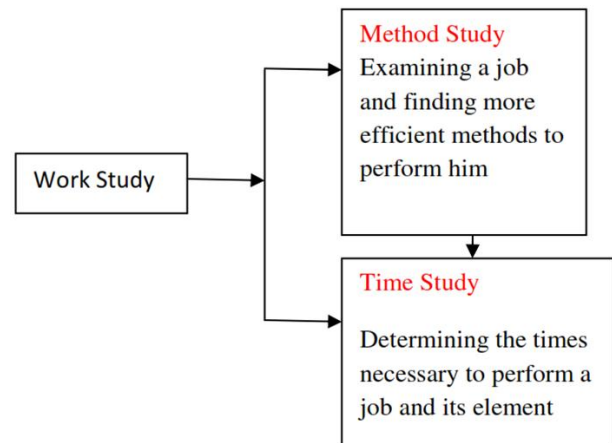 Work Study
Method Study
Examining a job
and finding more
efficient methods to
perform him
Time Study
Determining the times
necessary to perform a
job and its element